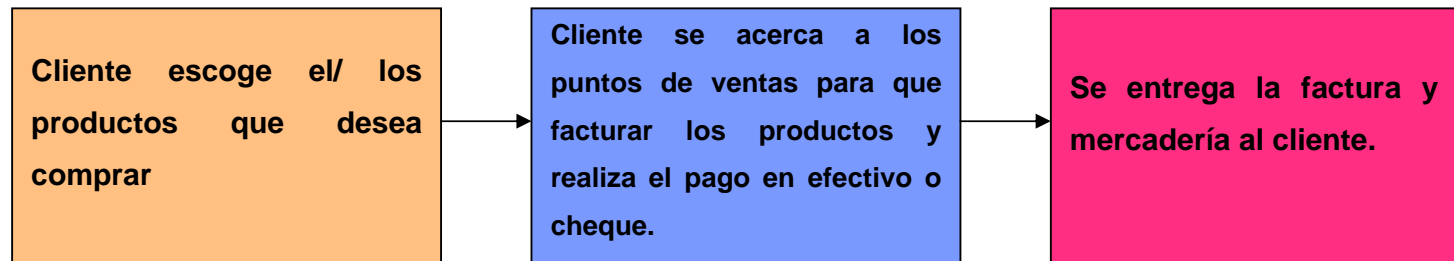 Cliente escoge el/ los
productos que desea
comprar
Cliente se acerca a los
puntos de ventas para que
facturar los productos y
realiza el pago en efectivo o
cheque.
Se entrega la factura y
mercadería al cliente.